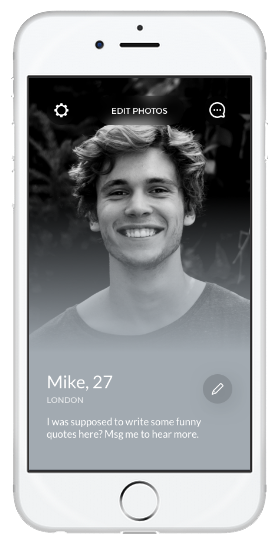 EDIT PHOTOS
Mike, 27
LONDON
I was supposed to write some funny
quotes here? Msg me to hear more.